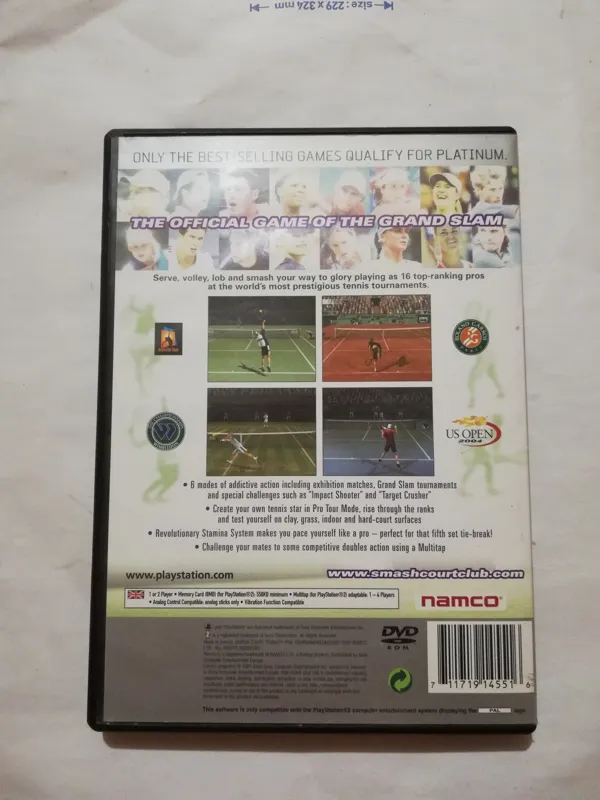 size: 229 x 324 mm
ONLY THE BEST-SELLING GAMES QUALIFY FOR PLATINUM.
THE OFFICIAL GAME OF THE GRAND SLAM
Serve, volley, lob and smash your way to glory playing as 16 top-ranking pros
at the world's most prestigious tennis tournaments.
ROLAND GARROS
US OPEN
2004
• 6 modes of addictive action including exhibition matches, Grand Slam tournaments
and special challenges such as "Impact Shooter" and "Target Crusher"
• Create your own tennis star in Pro Tour Mode, rise through the ranks
and test yourself on clay, grass, indoor and hard-court surfaces
• Revolutionary Stamina System makes you pace yourself like a pro – perfect for that fifth set tie-break!
• Challenge your mates to some competitive doubles action using a Multitap
www.playstation.com
www.smashcourtclub.com
1 or 2 Player • Memory Card (8MB) (for PlayStation®2): 550KB minimum • Multitap (for PlayStation®2) adaptable: 1 – 4 Players
• Analog Control Compatible: analog sticks only • Vibration Function Compatible
namco
DVD
ROM
7 11719 14551 6
This software is only compatible with the PlayStation®2 computer entertainment system displaying the PAL logo